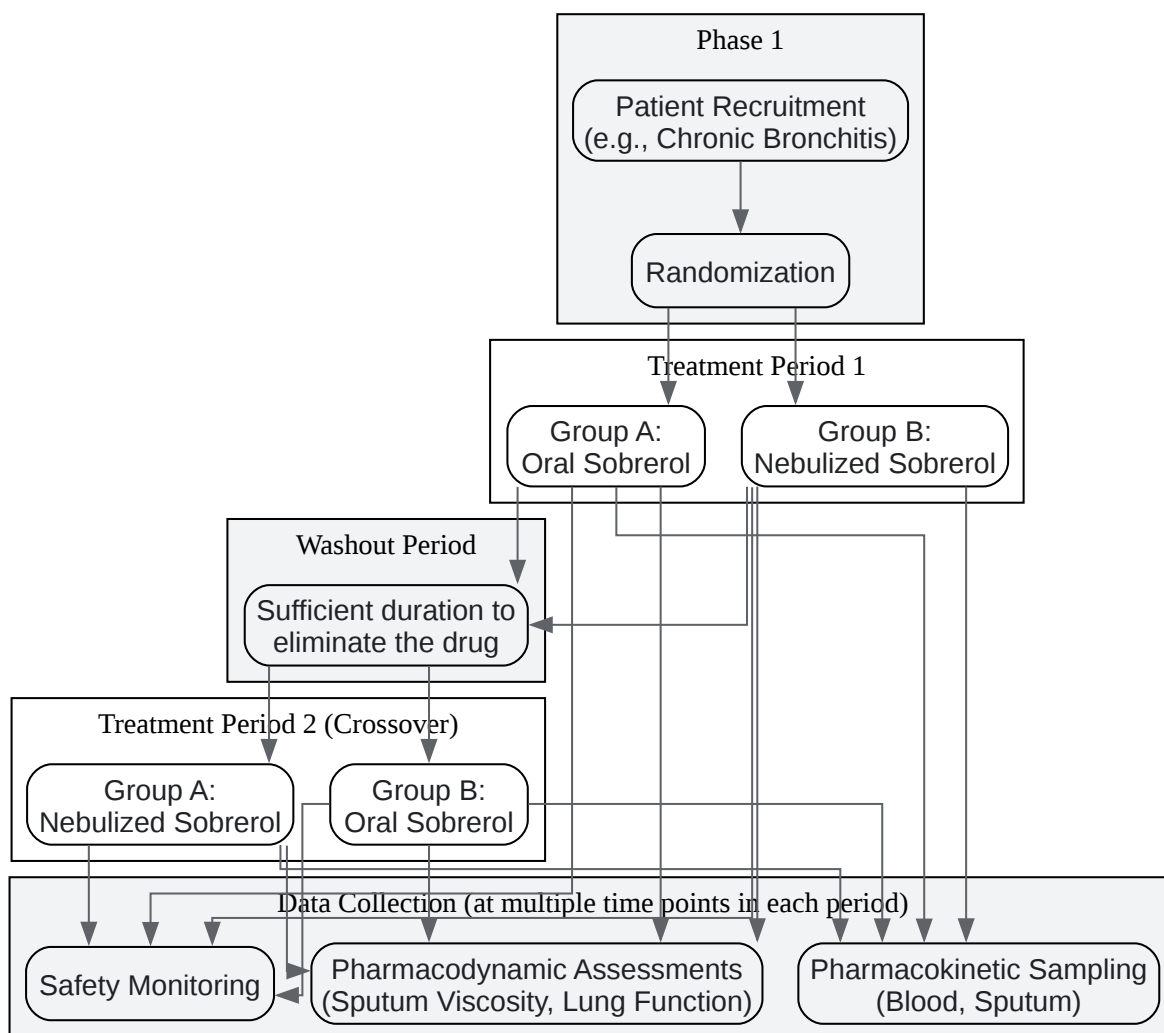 Phase 1
Patient Recruitment
(e.g., Chronic Bronchitis)
Randomization
Treatment Period 1
Group A:
Oral Sobrerol
Group B:
Nebulized Sobrerol
Washout Period
Sufficient duration to
eliminate the drug
Treatment Period 2 (Crossover)
Group A:
Nebulized Sobrerol
Group B:
Oral Sobrerol
Data Collection (at multiple time points in each period)
Safety Monitoring
Pharmacodynamic Assessments
(Sputum Viscosity, Lung Function)
Pharmacokinetic Sampling
(Blood, Sputum)